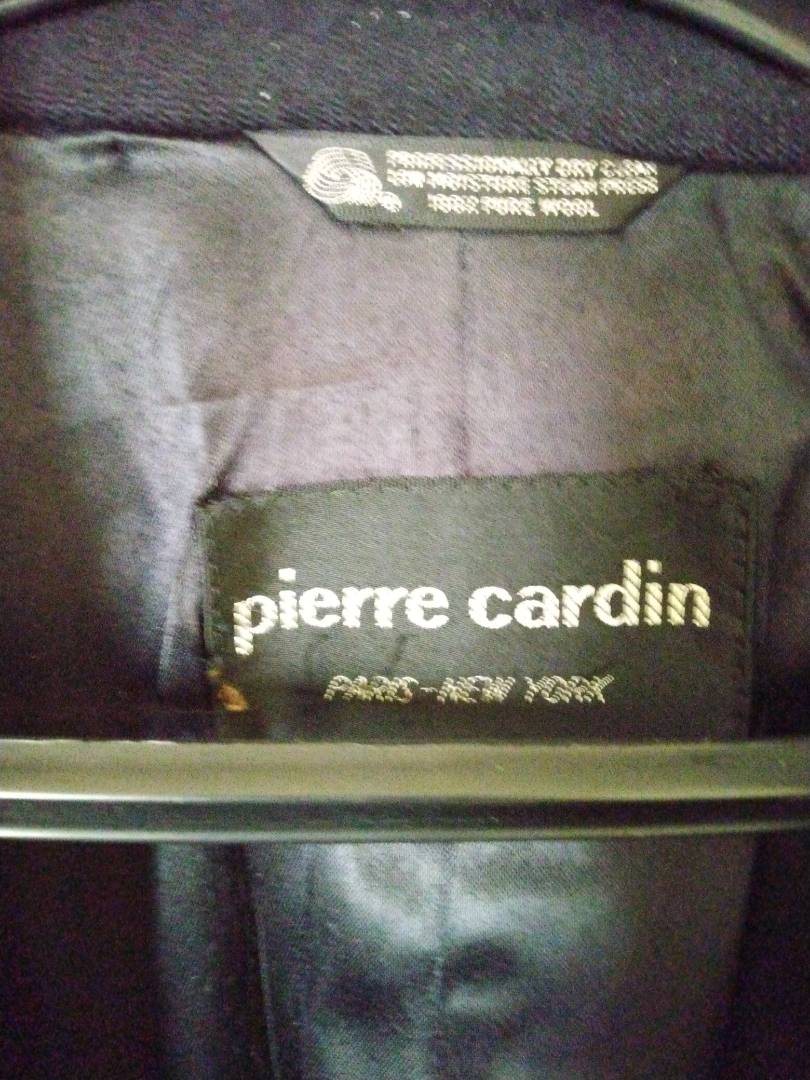 PROFESSIONALLY DRY CLEAN
LOW MOISTURE STEAM PRESS
100% PURE WOOL
pierre cardin
PARIS-NEW YORK